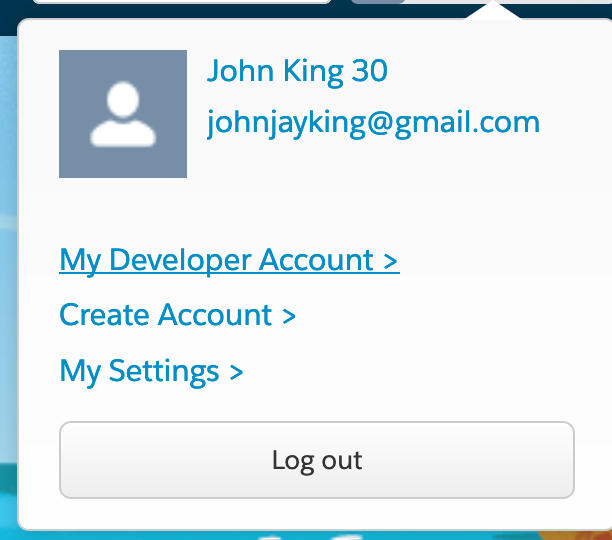 John King 30
johnjayking@gmail.com
My Developer Account >
Create Account >
My Settings >
Log out